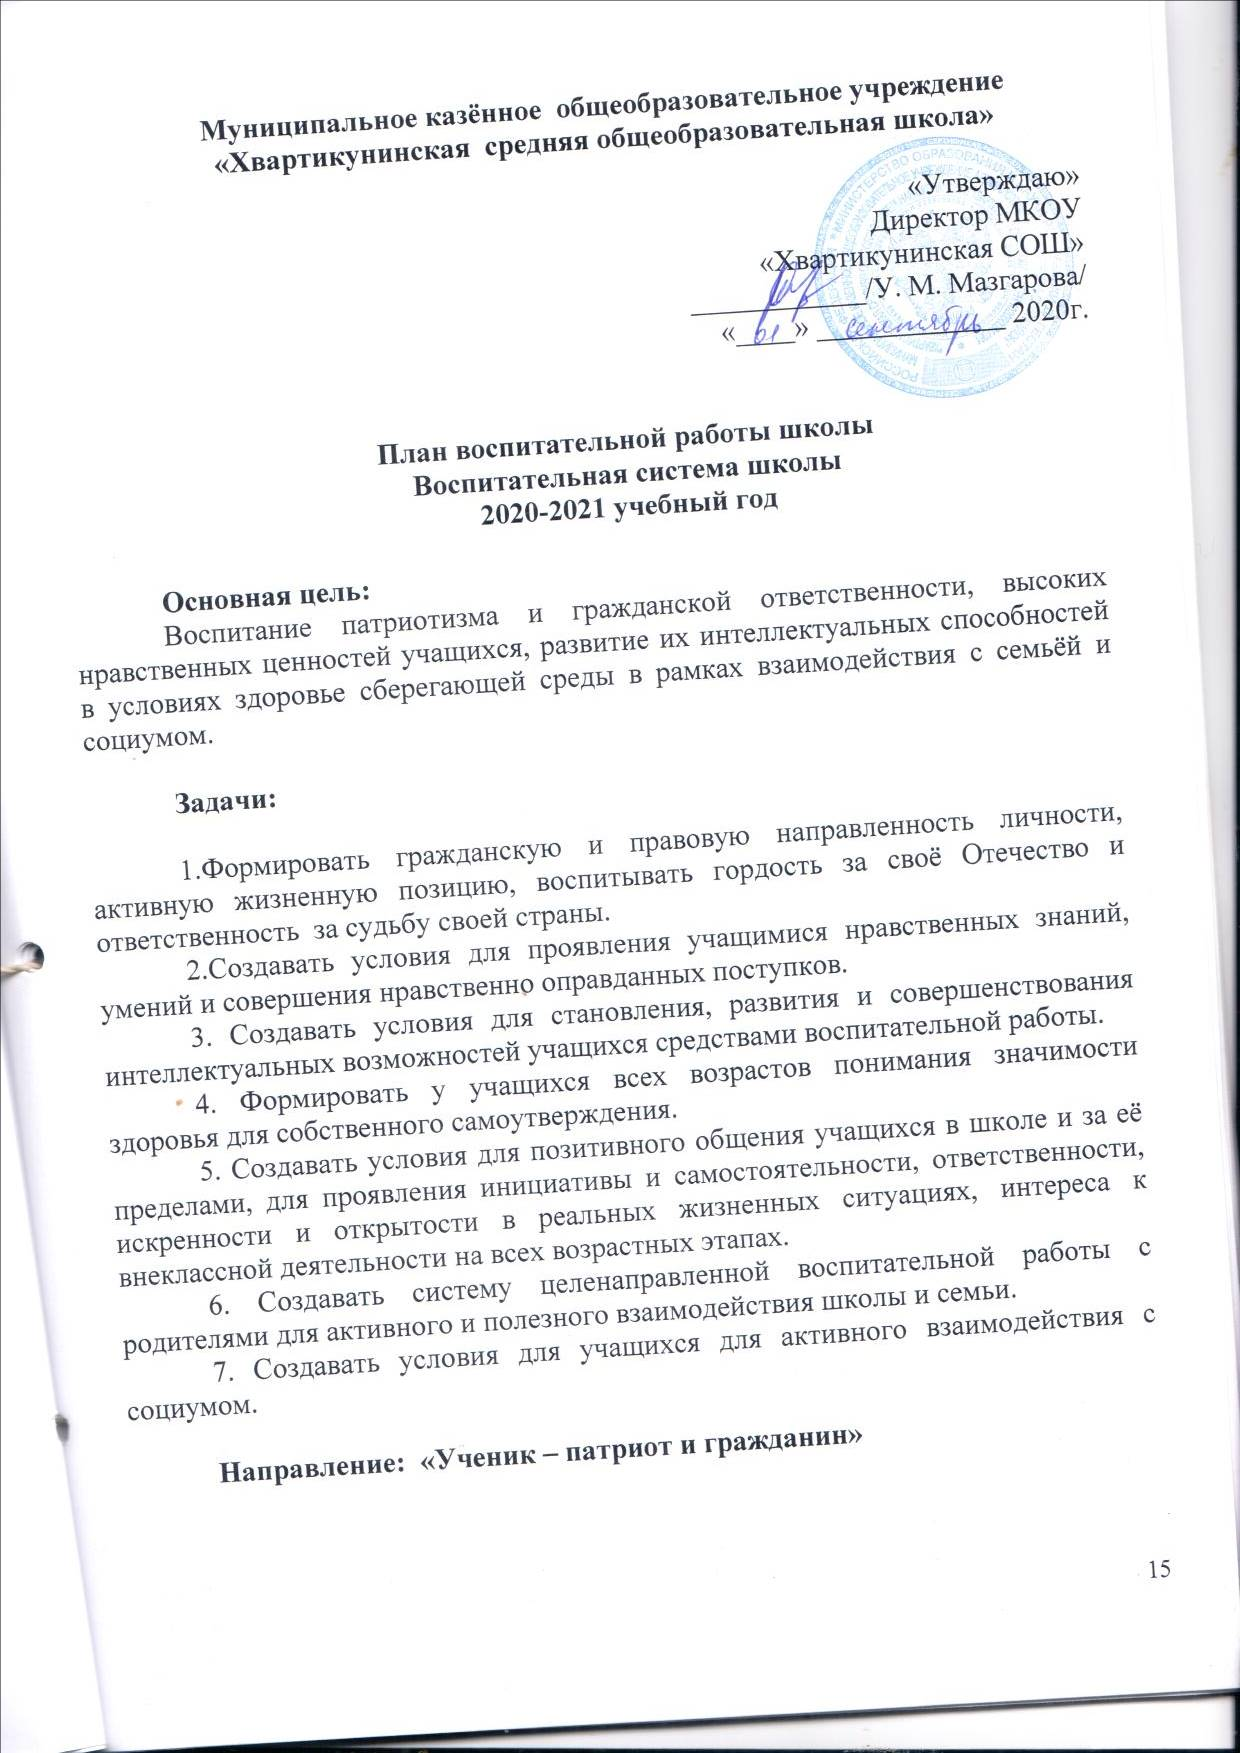 Муниципальное казённое общеобразовательное учреждение
«Хвартикунинская средняя общеобразовательная школа»
«Утверждаю»
Директор МКОУ
«Хвартикунинская СОШ»
/У. М. Мазгарова/
«01» сентябрь 2020г.
План воспитательной работы школы
Воспитательная система школы
2020-2021 учебный год
Основная цель:
Воспитание патриотизма и гражданской ответственности, высоких
нравственных ценностей учащихся, развитие их интеллектуальных способностей
в условиях здоровье сберегающей среды в рамках взаимодействия с семьёй и
социумом.
Задачи:
1.Формировать гражданскую и правовую направленность личности,
активную жизненную позицию, воспитывать гордость за своё Отечество и
ответственность за судьбу своей страны.
2.Создавать условия для проявления учащимися нравственных знаний,
умений и совершения нравственно оправданных поступков.
3. Создавать условия для становления, развития и совершенствования
интеллектуальных возможностей учащихся средствами воспитательной работы.
4. Формировать у учащихся всех возрастов понимания значимости
здоровья для собственного самоутверждения.
5. Создавать условия для позитивного общения учащихся в школе и за её
пределами, для проявления инициативы и самостоятельности, ответственности,
искренности и открытости в реальных жизненных ситуациях, интереса к
внеклассной деятельности на всех возрастных этапах.
6. Создавать систему целенаправленной воспитательной работы с
родителями для активного и полезного взаимодействия школы и семьи.
7. Создавать условия для учащихся для активного взаимодействия с
социумом.
Направление: «Ученик – патриот и гражданин»
15